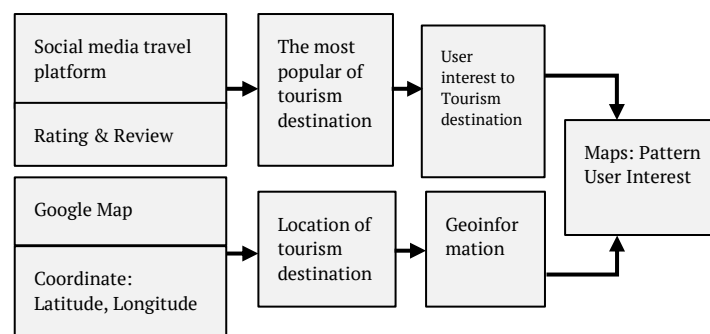 Social media travel
platform
Rating & Review
The most
popular of
tourism
destination
User
interest to
Tourism
destination
Maps: Pattern
User Interest
Google Map
Coordinate:
Latitude, Longitude
Location of
tourism
destination
Geoinfor
mation